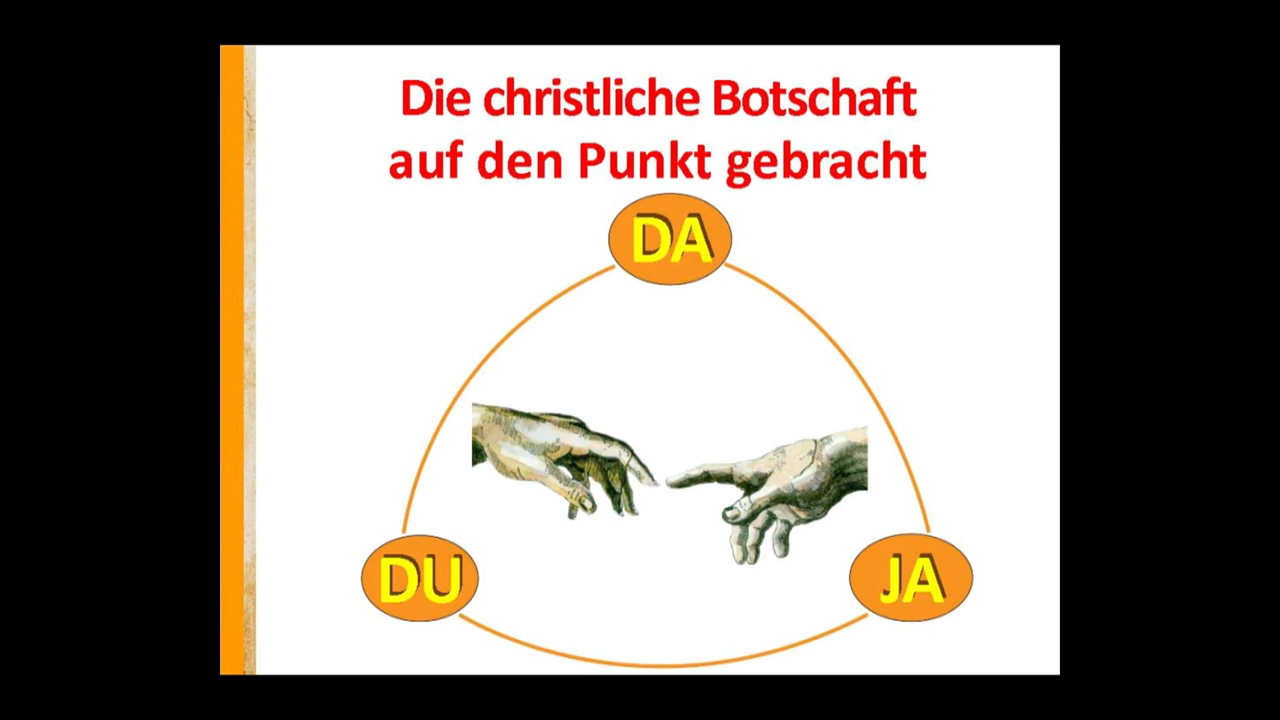 Die christliche Botschaft
auf den Punkt gebracht
DA
DU
JA